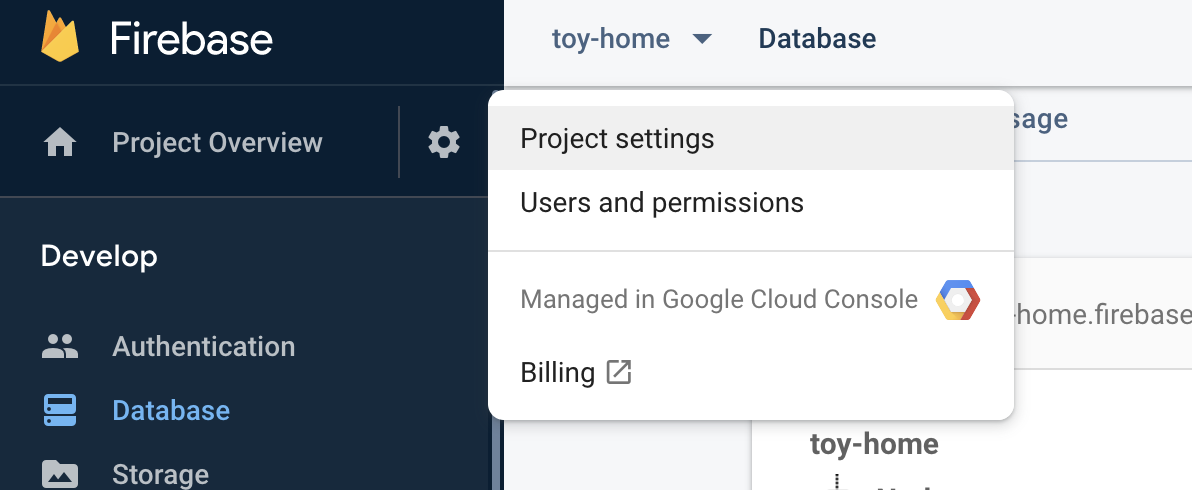 Firebase
toy-home
Database
Project Overview
Project settings
Users and permissions
Managed in Google Cloud Console
Billing
Develop
Authentication
Database
Storage
sage
-home.firebase
toy-home